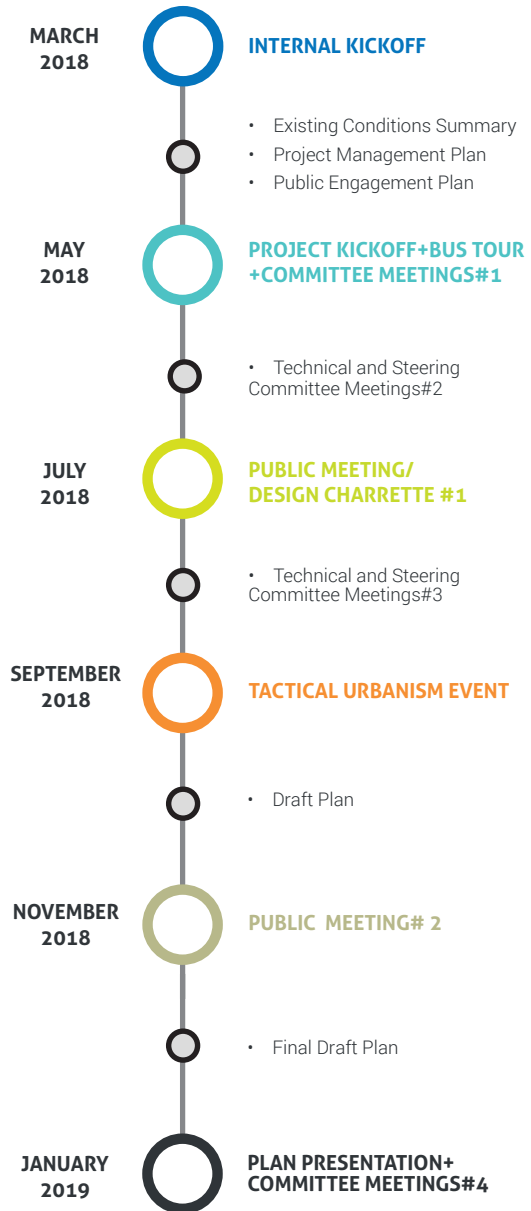 MARCH
2018
INTERNAL KICKOFF
• Existing Conditions Summary
• Project Management Plan
• Public Engagement Plan
MAY
2018
PROJECT KICKOFF+BUS TOUR
+COMMITTEE MEETINGS#1
• Technical and Steering
Committee Meetings#2
JULY
2018
PUBLIC MEETING/
DESIGN CHARRETTE #1
• Technical and Steering
Committee Meetings#3
SEPTEMBER
2018
TACTICAL URBANISM EVENT
• Draft Plan
NOVEMBER
2018
PUBLIC MEETING# 2
• Final Draft Plan
JANUARY
2019
PLAN PRESENTATION+
COMMITTEE MEETINGS#4